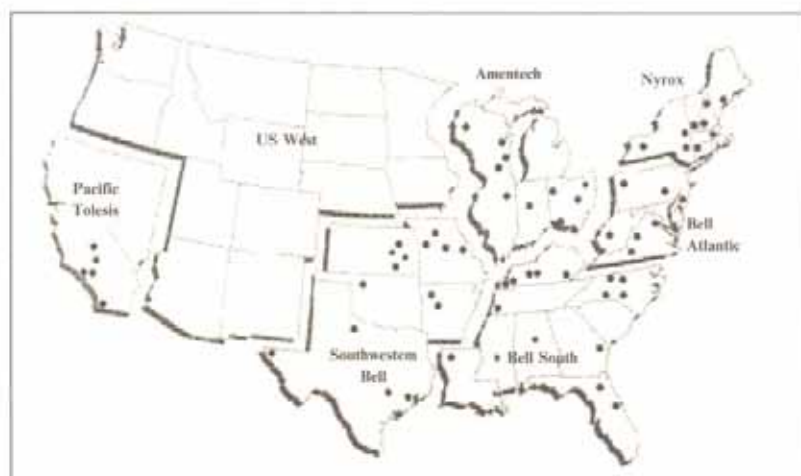 Amentech
Nyrox
US West
Pacific
Tolesis
Bell
Atlantic
Southwestem
Bell
Bell South